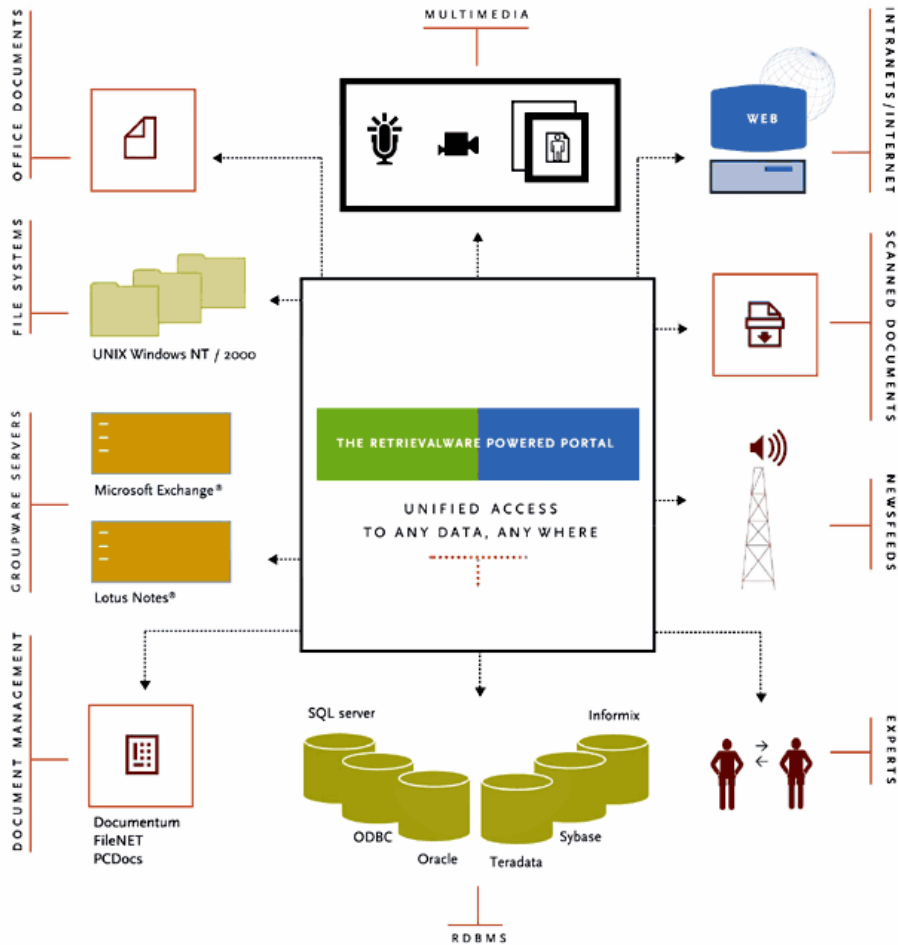 MULTIMEDIA
OFFICE DOCUMENTS
INTRANETS/INTERNET
WEB
FILE SYSTEMS
UNIX Windows NT / 2000
SCANNED DOCUMENTS
THE RETRIEVALWARE POWERED PORTAL
UNIFIED ACCESS
TO ANY DATA, ANY WHERE
GROUPWARE SERVERS
Microsoft Exchange®
Lotus Notes®
NEWSFEEDS
DOCUMENT MANAGEMENT
Documentum
FileNET
PCDocs
SQL server
ODBC
Oracle
Teradata
Sybase
Informix
EXPERTS
RDBMS